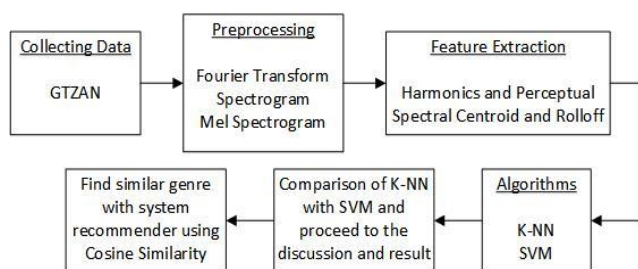 Collecting Data
GTZAN
Preprocessing
Fourier Transform
Spectrogram
Mel Spectrogram
Feature Extraction
Harmonics and Perceptual
Spectral Centroid and Rolloff
Algorithms
K-NN
SVM
Comparison of K-NN
with SVM and
proceed to the
discussion and result
Find similar genre
with system
recommender using
Cosine Similarity